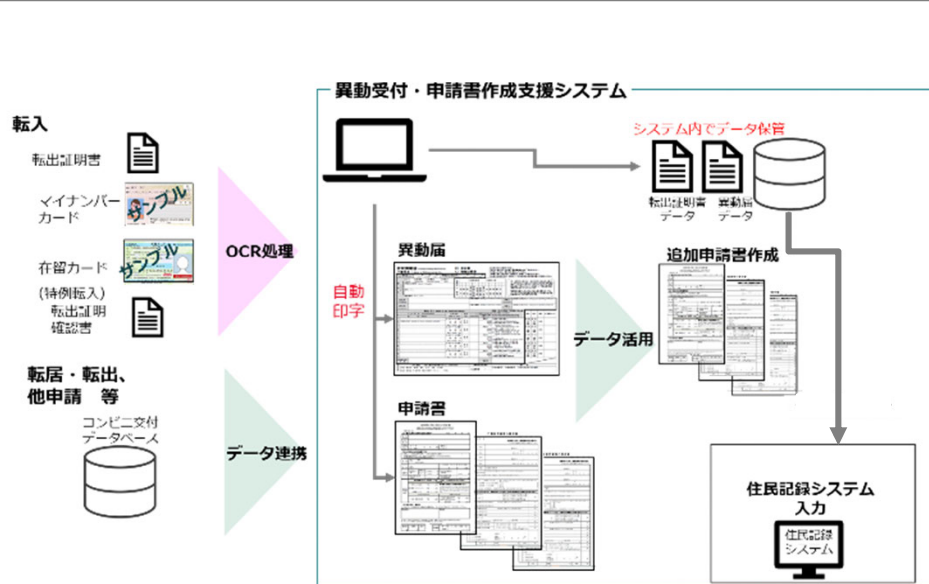 異動受付・申請書作成支援システム
転入
転出証明書
マイナンバー
カード
サンプル
在留カード
サンプル
(特例転入)
転出証明
確認書
OCR処理
転居・転出、
他申請 等
コンビニ交付
データベース
データ連携
システム内でデータ保管
転出証明書
データ
異動届
データ
自動
印字
異動届
データ活用
追加申請書作成
申請書
住民記録システム
入力
住民記録
システム